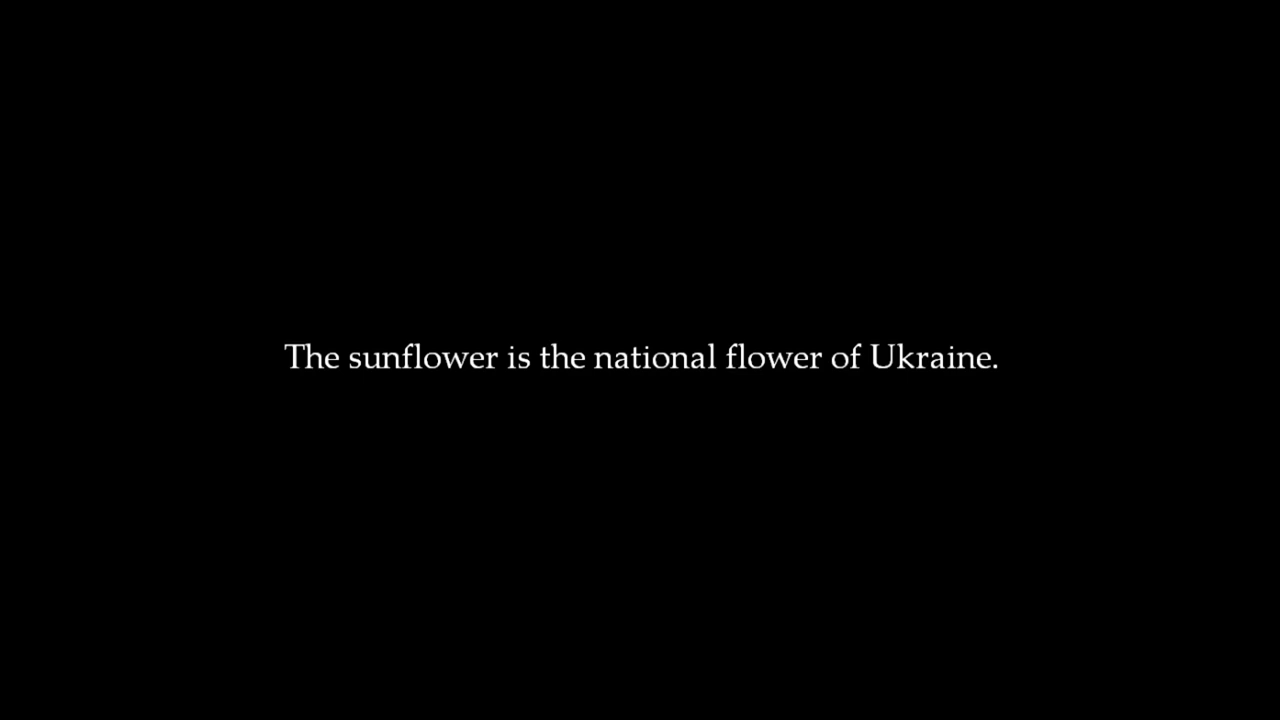 The sunflower is the national flower of Ukraine.